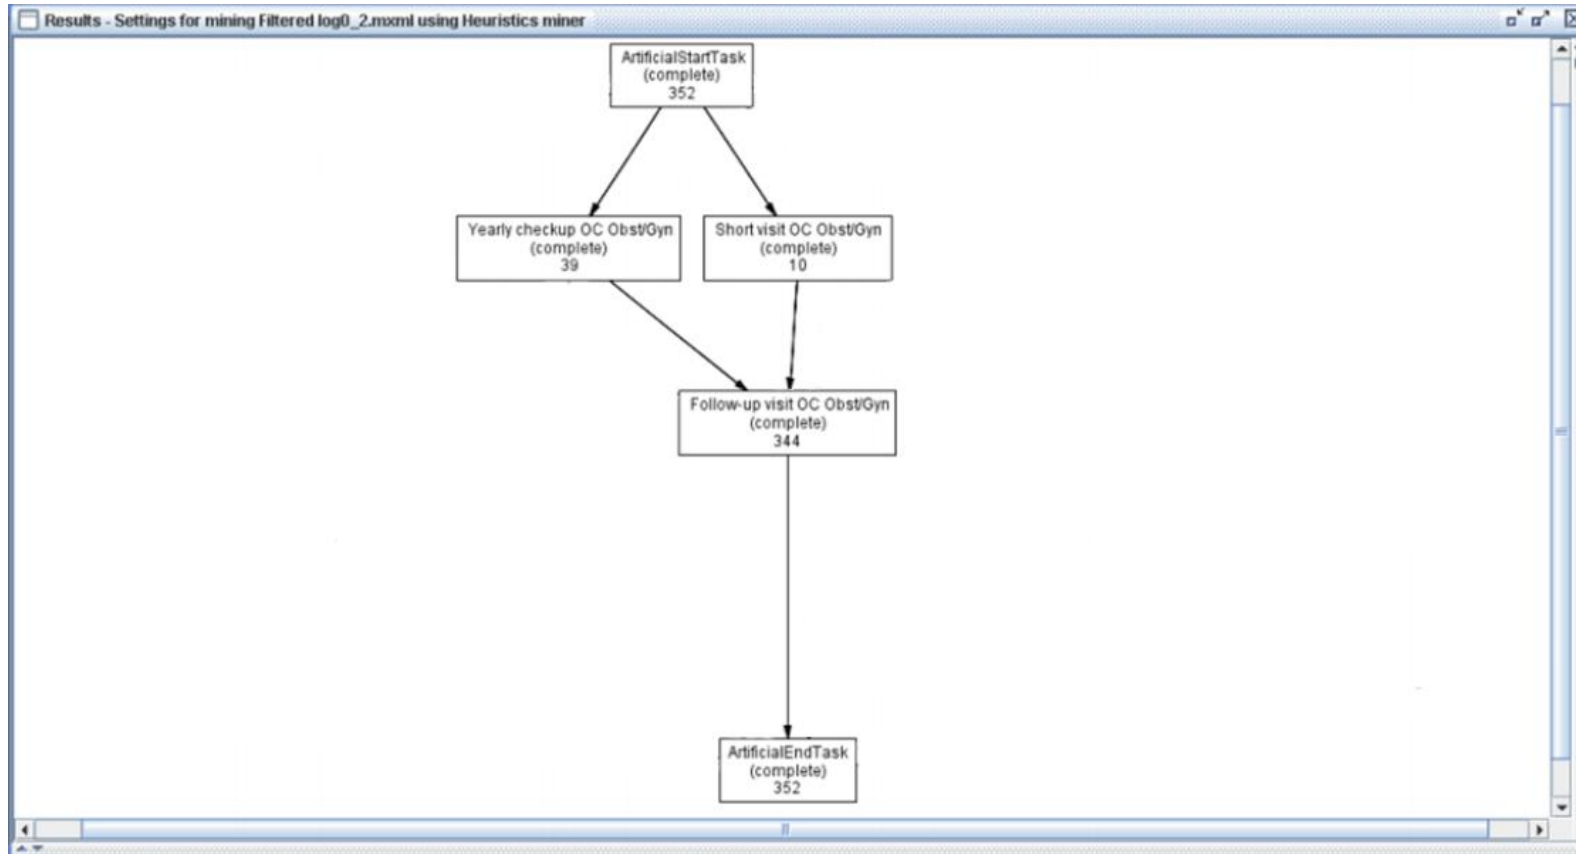 Results - Settings for mining Filtered log0_2.mxml using Heuristics miner
ArtificialStartTask
(complete)
352
Yearly checkup OC Obst/Gyn
(complete)
39
Short visit OC Obst/Gyn
(complete)
10
Follow-up visit OC Obst/Gyn
(complete)
344
ArtificialEndTask
(complete)
352